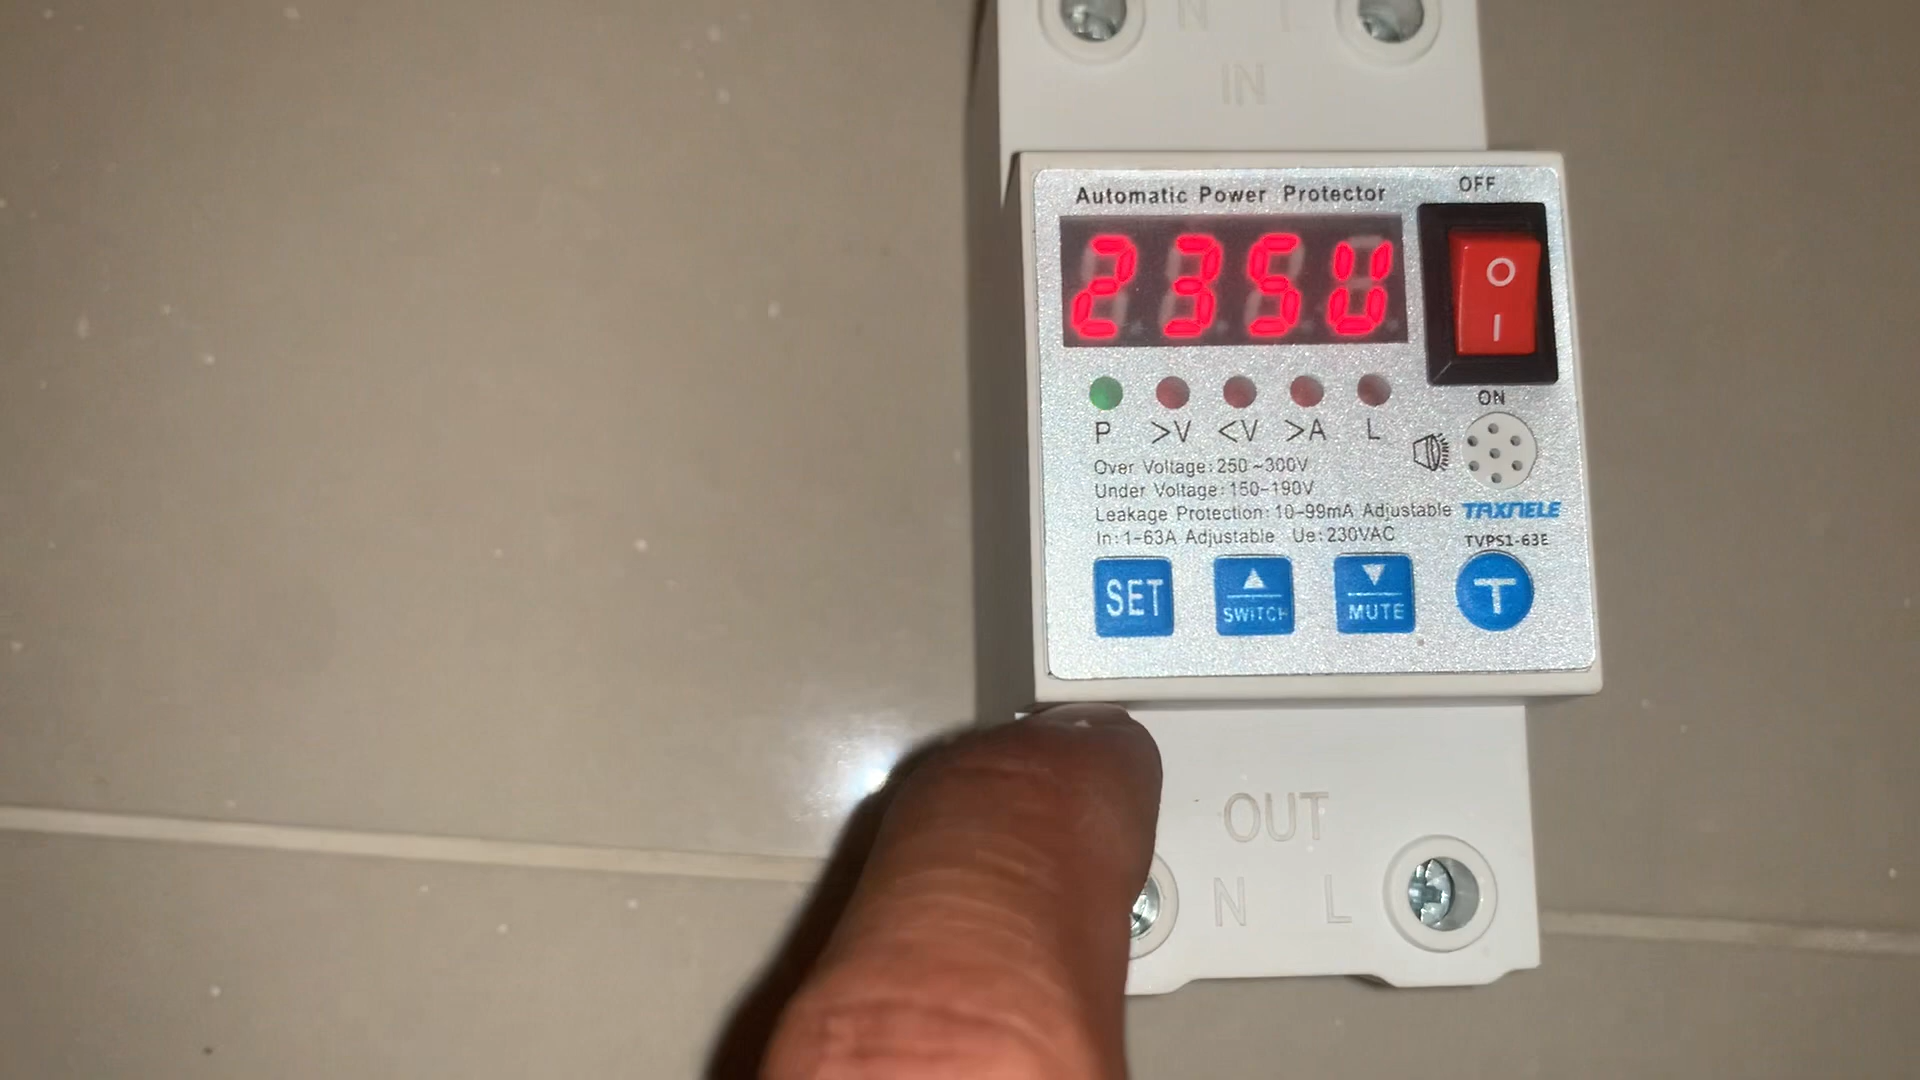 N L
IN
Automatic Power Protector
OFF
235V
O
I
ON
P >V <V >A L
Over Voltage: 250~300V
Under Voltage: 150-190V
Leakage Protection: 10-99mA Adjustable
In: 1-63A Adjustable Ue: 230VAC
TAXNELE
TVPS1-63E
SET
▲ SWITCH
▼ MUTE
T
OUT
N L